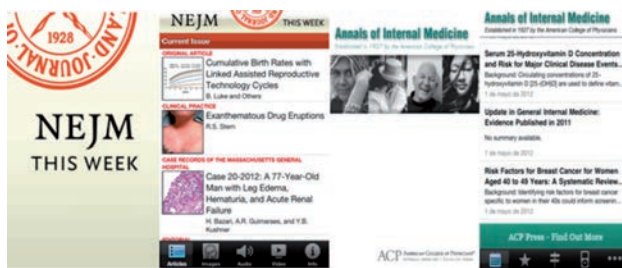 LAND JOURNAL
1928
NEJM
THIS WEEK
NEJM
THIS WEEK
Current Issue
ORIGINAL ARTICLE
Cumulative Birth Rates with
Linked Assisted Reproductive
Technology Cycles
B. Luke and Others
CLINICAL PRACTICE
Exanthematous Drug Eruptions
R.S. Stern
CASE RECORDS OF THE MASSACHUSETTS GENERAL
HOSPITAL
Case 20-2012: A 77-Year-Old
Man with Leg Edema,
Hematuria, and Acute Renal
Failure
H. Bazari, A.R. Guimaraes, and Y.B.
Kushner
EDITORIAL
Articles
Images
Audio
Video
Info
Annals of Internal Medicine
Established in 1927 by the American College of Physicians
ACP
AMERICAN COLLEGE OF PHYSICIANS
Annals of Internal Medicine
Established in 1927 by the American College of Physicians
Serum 25-Hydroxyvitamin D Concentration
and Risk for Major Clinical Disease Events..
Background: Circulating concentrations of 25-
hydroxyvitamin D [25-(OH)D] are used to define vitam..
1 de mayo de 2012
Update in General Internal Medicine:
Evidence Published in 2011
No summary available.
1 de mayo de 2012
Risk Factors for Breast Cancer for Women
Aged 40 to 49 Years: A Systematic Review..
Background: Identifying risk factors for breast cancer
specific to women in their 40s could inform screenin..
1 de mayo de 2012
ACP Press - Find Out More